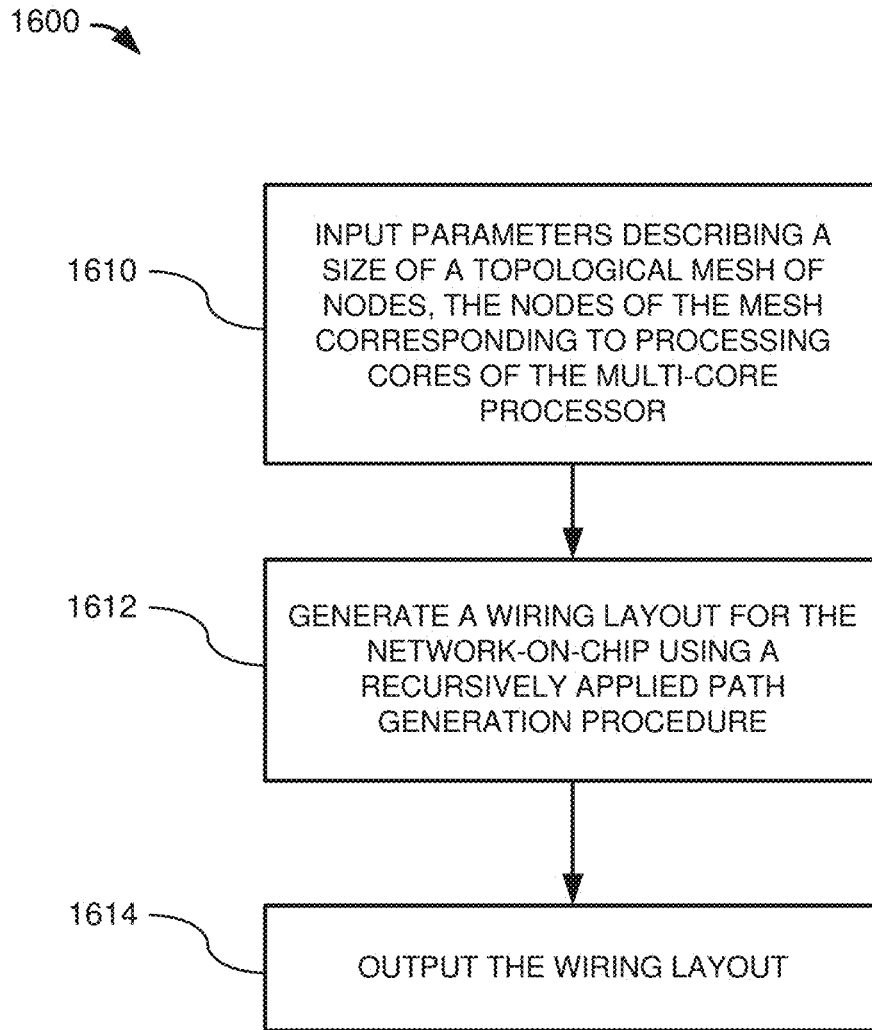 1600
1610
INPUT PARAMETERS DESCRIBING A
SIZE OF A TOPOLOGICAL MESH OF
NODES, THE NODES OF THE MESH
CORRESPONDING TO PROCESSING
CORES OF THE MULTI-CORE
PROCESSOR
1612
GENERATE A WIRING LAYOUT FOR THE
NETWORK-ON-CHIP USING A
RECURSIVELY APPLIED PATH
GENERATION PROCEDURE
1614
OUTPUT THE WIRING LAYOUT